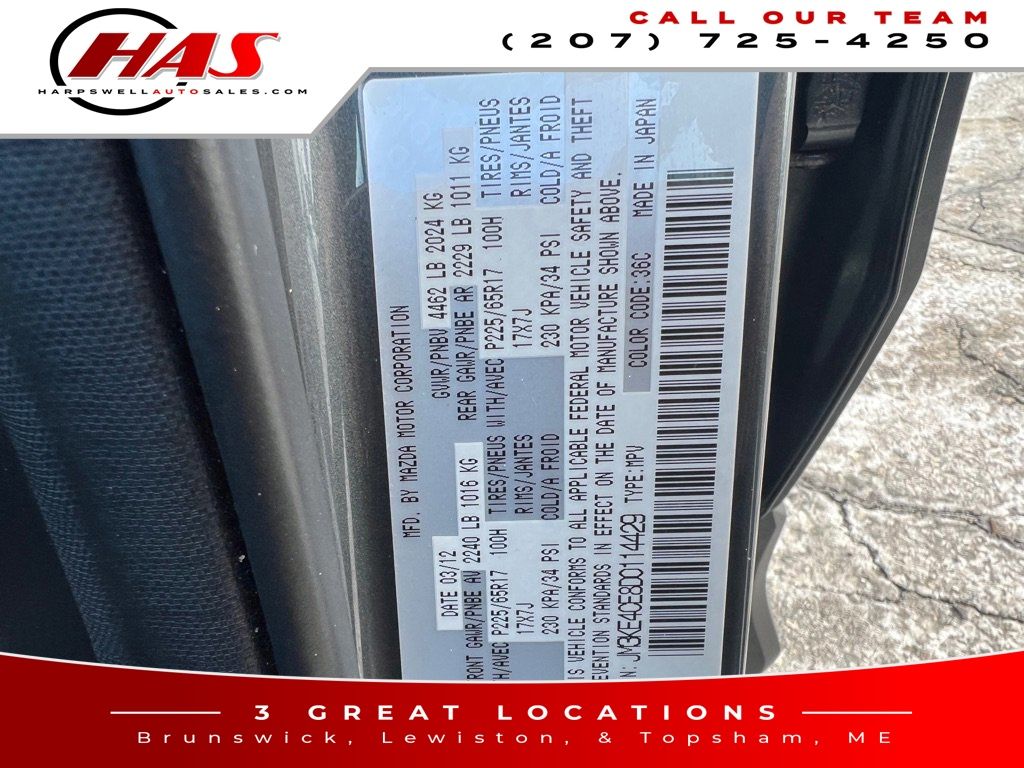 HAS
HARPSWELLAUTOSALES.COM
CALL OUR TEAM
(207) 725-4250
MFD. BY MAZDA MOTOR CORPORATION
DATE 03/12
GVWR/PNBV 4462 LB 2024 KG
RONT GAWR/PNBE AV 2240 LB 1016 KG
REAR GAWR/PNBE AR 2229 LB 1011 KG
H/AVEC P225/65R17 100H TIRES/PNEUS WITH/AVEC P225/65R17 100H TIRES/PNEUS
17X7J RIMS/JANTES 17X7J RIMS/JANTES
230 KPA/34 PSI COLD/A FROID 230 KPA/34 PSI COLD/A FROID
IS VEHICLE CONFORMS TO ALL APPLICABLE FEDERAL MOTOR VEHICLE SAFETY AND THEFT
EVENTION STANDARDS IN EFFECT ON THE DATE OF MANUFACTURE SHOWN ABOVE.
N: JM3KE4CE8D0114429 TYPE:MPV COLOR CODE:36C MADE IN JAPAN
3 GREAT LOCATIONS
Brunswick, Lewiston, & Topsham, ME